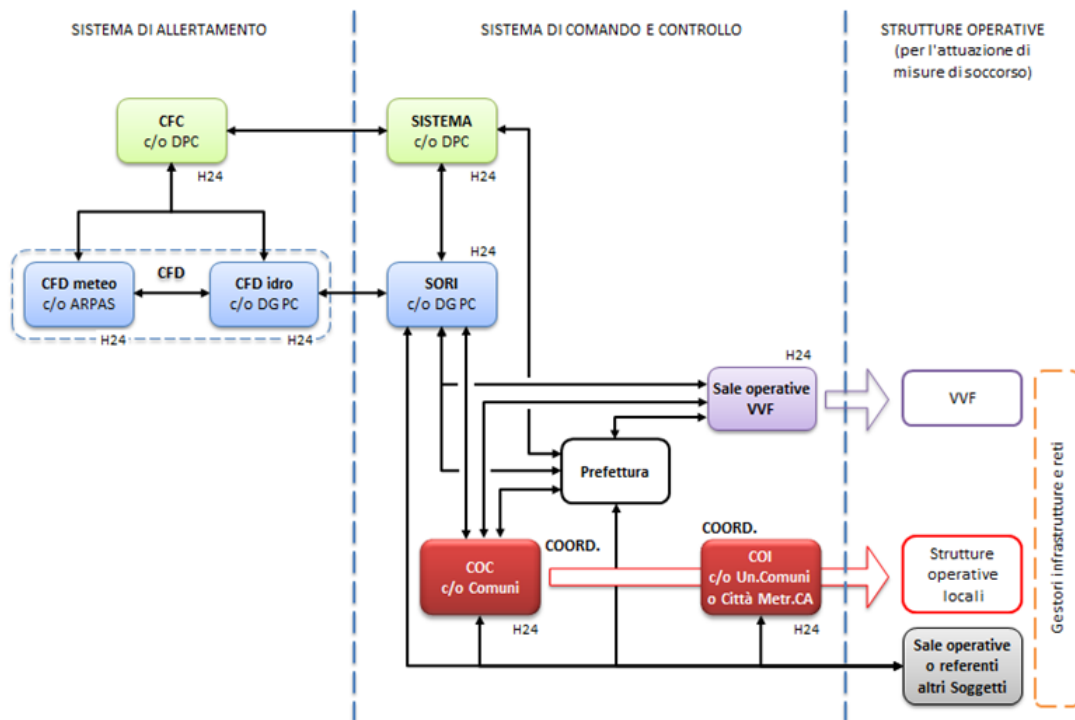 SISTEMA DI ALLERTAMENTO
SISTEMA DI COMANDO E CONTROLLO
STRUTTURE OPERATIVE
(per l'attuazione di
misure di soccorso)
CFC
c/o DPC
H24
SISTEMA
c/o DPC
H24
CFD
CFD meteo
c/o ARPAS
H24
CFD idro
c/o DG PC
H24
H24
SORI
c/o DG PC
H24
Sale operative
VVF
VVF
Prefettura
COORD.
COC
c/o Comuni
H24
COORD.
COI
c/o Un.Comuni
o Città Metr.CA
H24
Strutture
operative
locali
Sale operative
o referenti
altri Soggetti
Gestori infrastrutture e reti